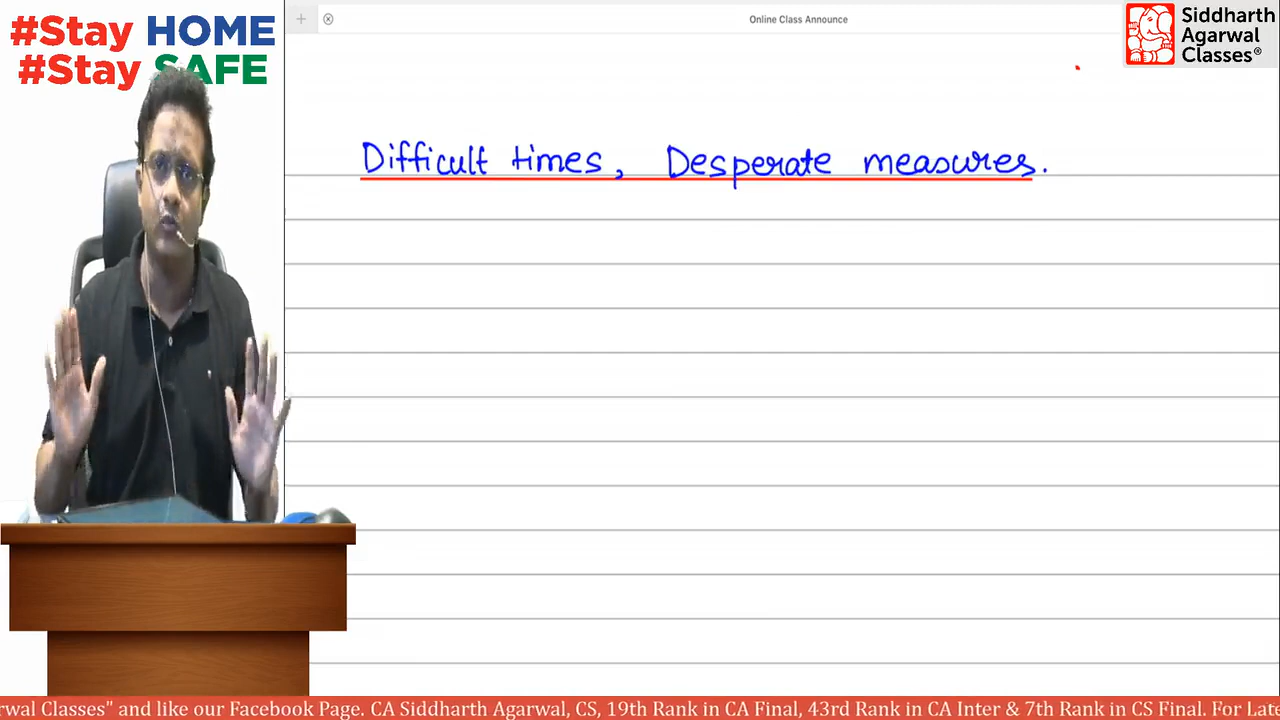 #Stay HOME
#Stay SAFE
Online Class Announce
Siddharth
Agarwal
Classes®
Difficult times, Desperate measures.
rwal Classes" and like our Facebook Page. CA Siddharth Agarwal, CS, 19th Rank in CA Final, 43rd Rank in CA Inter & 7th Rank in CS Final. For Late